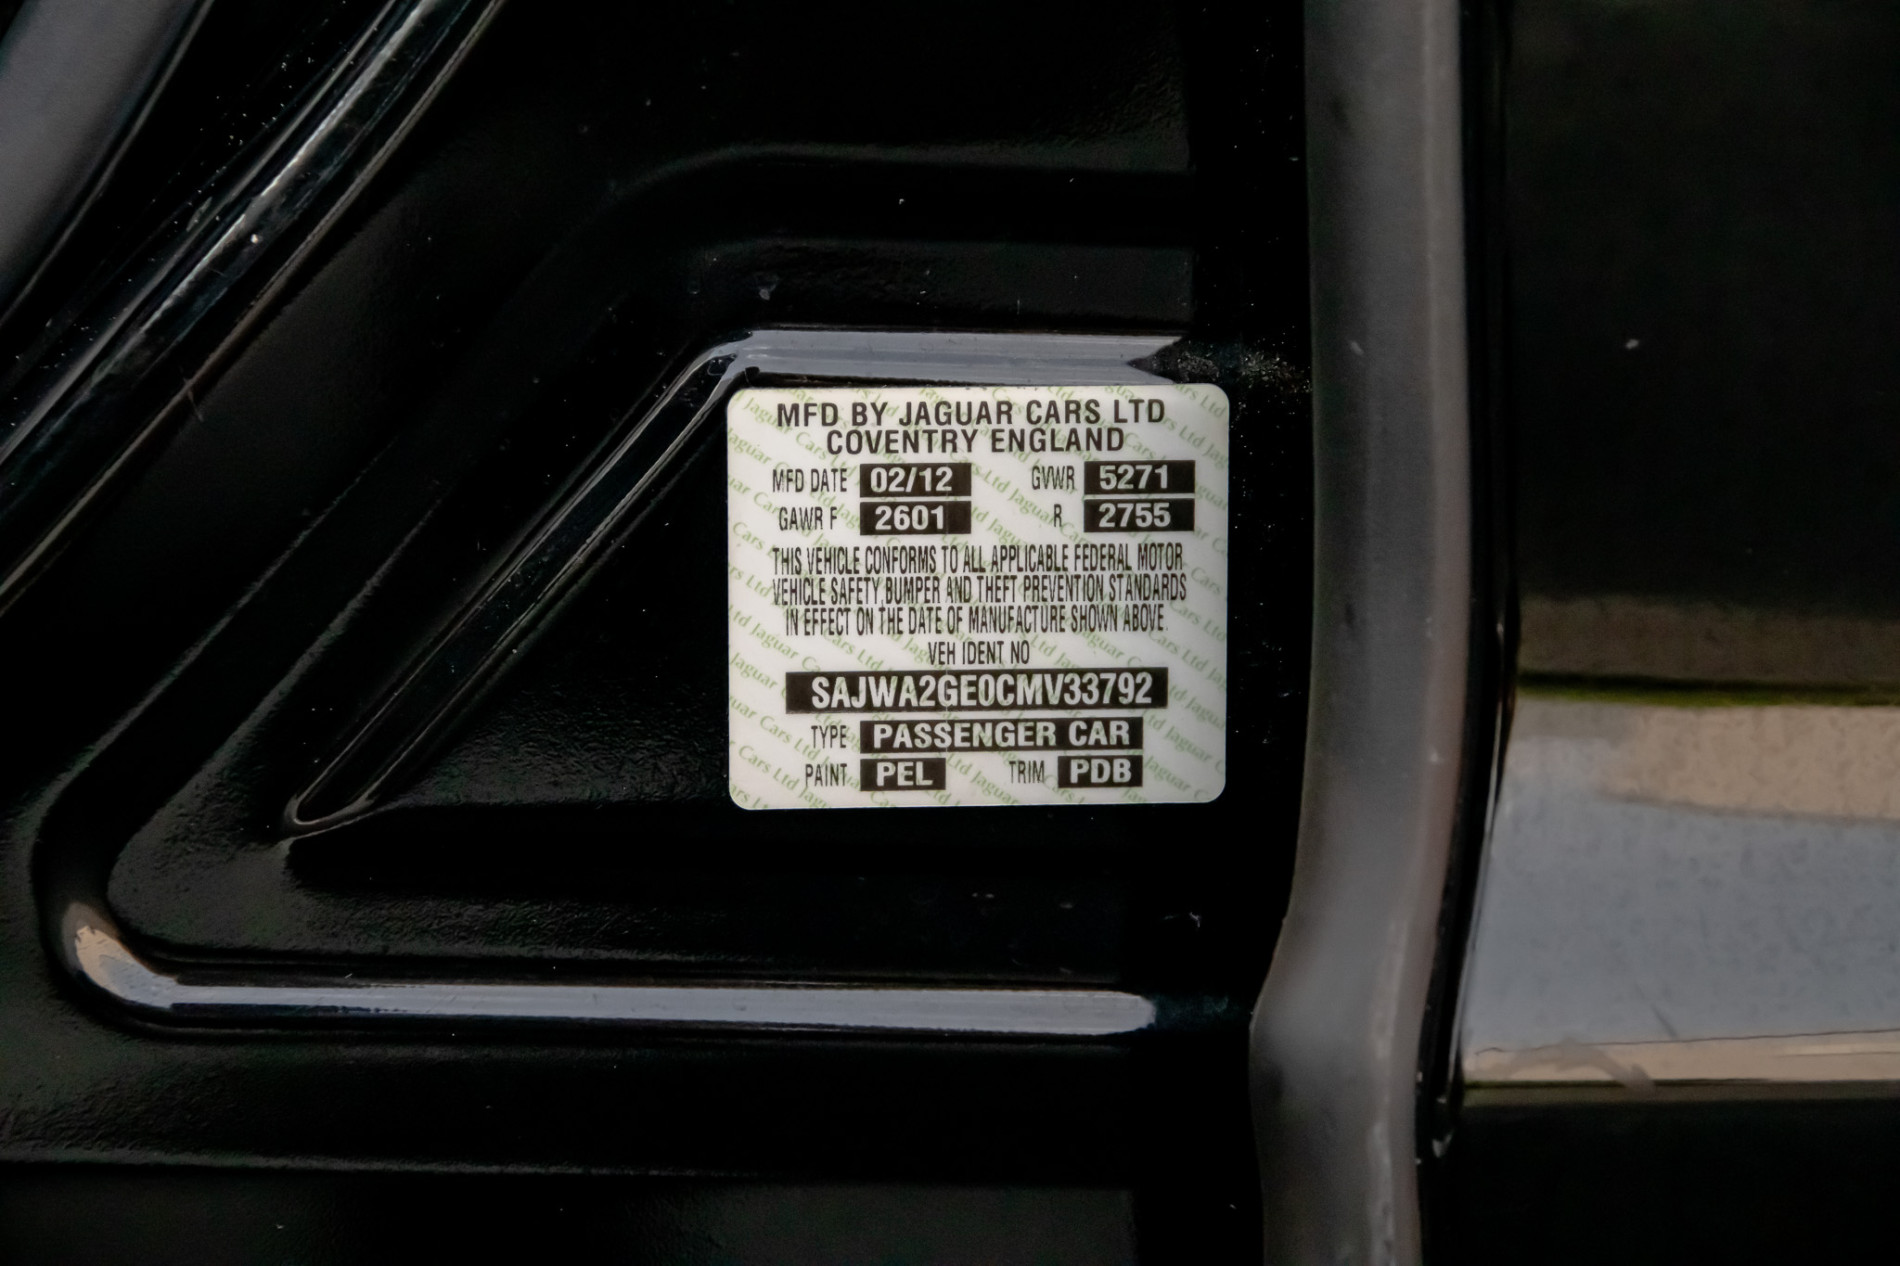 MFD BY JAGUAR CARS LTD
COVENTRY ENGLAND
MFD DATE 02/12 GVWR 5271
GAWR F 2601 R 2755
THIS VEHICLE CONFORMS TO ALL APPLICABLE FEDERAL MOTOR
VEHICLE SAFETY, BUMPER AND THEFT PREVENTION STANDARDS
IN EFFECT ON THE DATE OF MANUFACTURE SHOWN ABOVE.
VEH IDENT NO
SAJWA2GE0CMV33792
TYPE PASSENGER CAR
PAINT PEL TRIM PDB